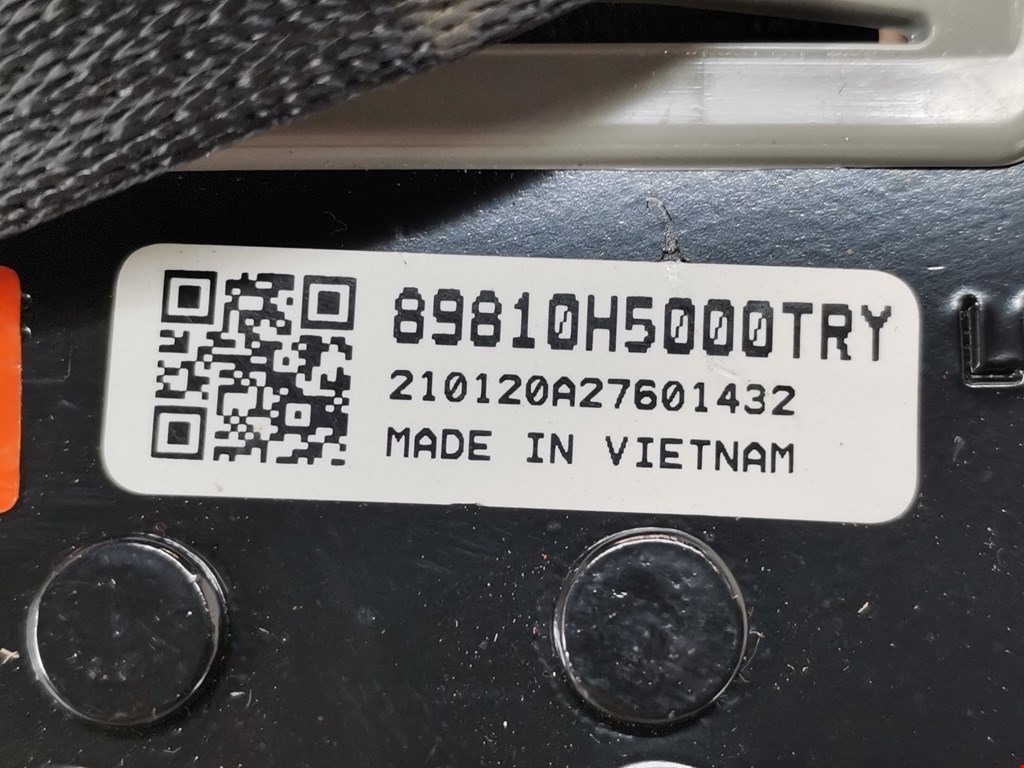 89810H5000TRY
210120A27601432
MADE IN VIETNAM
L